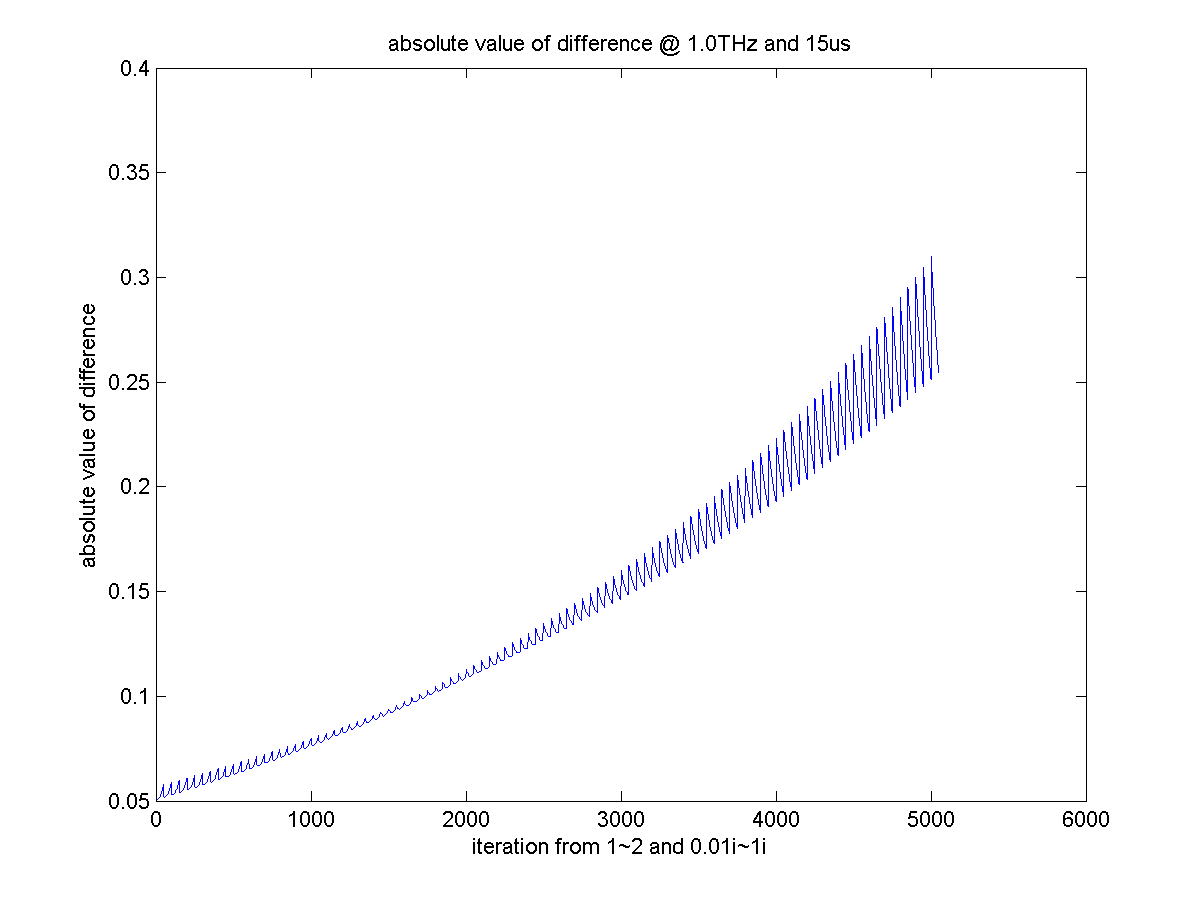 absolute value of difference @ 1.0THz and 15us
0.4
0.35
0.3
0.25
0.2
0.15
0.1
0.05
absolute value of difference
0 1000 2000 3000 4000 5000 6000
iteration from 1~2 and 0.01i~1i